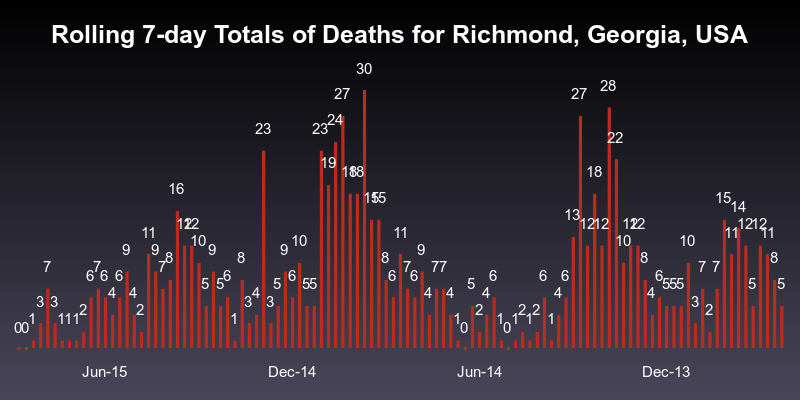 Rolling 7-day Totals of Deaths for Richmond, Georgia, USA
0 0 1 3 7 3 1 1 1 2 6 7 6 4 6 9 4 2 11 9 7 8 16 12 12 10 5 9 5 6 1 8 3 4 23 3 5 9 6 10 5 5 23 19 24 27 18 18 30 15 15 8 6 11 7 6 9 4 7 7 4 1 0 5 2 4 6 1 0 1 2 1 2 6 1 4 6 13 27 12 18 12 28 22 10 12 12 8 4 6 5 5 5 10 3 7 2 7 15 11 14 12 5 12 11 8 5
Jun-15 Dec-14 Jun-14 Dec-13